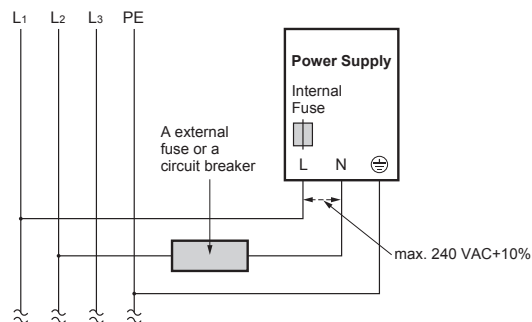 L1 L2 L3 PE
Power Supply
Internal
Fuse
A external
fuse or a
circuit breaker
L N
max. 240 VAC+10%